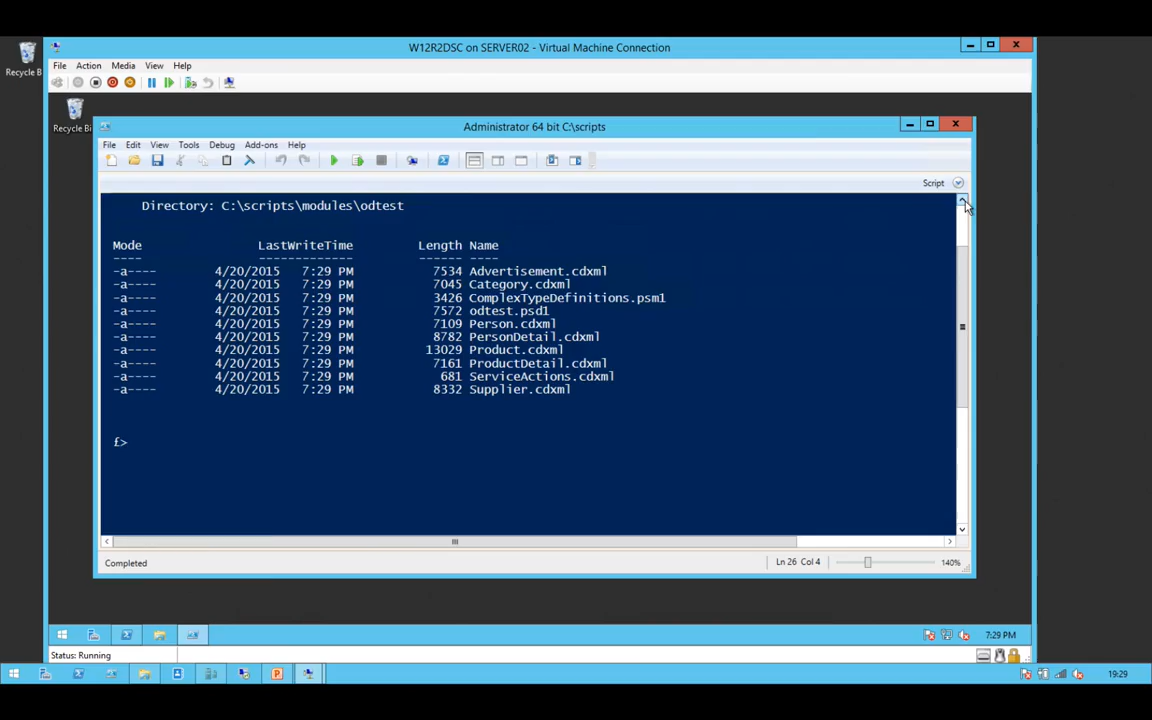 W12R2DSC on SERVER02 - Virtual Machine Connection
Recycle B
File Action Media View Help
Recycle Bi
Administrator 64 bit C:\scripts
File Edit View Tools Debug Add-ons Help
Script
Directory: C:\scripts\modules\odtest
Mode LastWriteTime Length Name
---- ------------- ------ ----
-a---- 4/20/2015 7:29 PM 7534 Advertisement.cdxml
-a---- 4/20/2015 7:29 PM 7045 Category.cdxml
-a---- 4/20/2015 7:29 PM 3426 ComplexTypeDefinitions.psm1
-a---- 4/20/2015 7:29 PM 7572 odtest.psd1
-a---- 4/20/2015 7:29 PM 7109 Person.cdxml
-a---- 4/20/2015 7:29 PM 8782 PersonDetail.cdxml
-a---- 4/20/2015 7:29 PM 13029 Product.cdxml
-a---- 4/20/2015 7:29 PM 7161 ProductDetail.cdxml
-a---- 4/20/2015 7:29 PM 681 ServiceActions.cdxml
-a---- 4/20/2015 7:29 PM 8332 Supplier.cdxml
£>
Completed Ln 26 Col 4 140%
7:29 PM
Status: Running
19:29